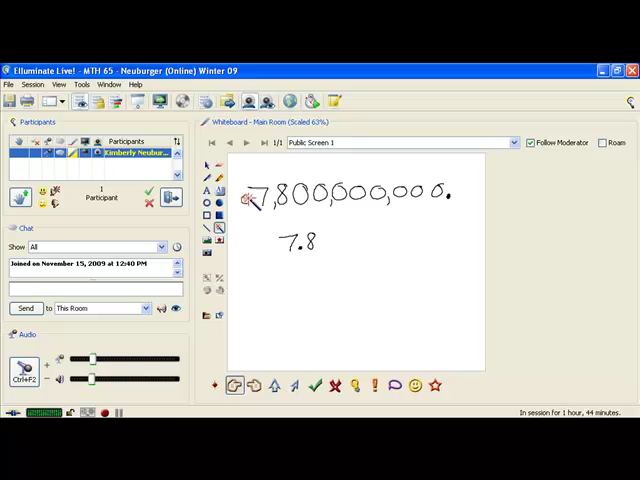 Elluminate Live! - MTH 65 - Neuburger (Online) Winter 09
File Session View Tools Window Help
Participants
Participants
Kimberly Neubur...
1
Participant
Chat
Show All
Joined on November 15, 2009 at 12:40 PM
Send to This Room
Audio
Ctrl+F2
Whiteboard - Main Room (Scaled 63%)
1/1 Public Screen 1 Follow Moderator Roam
7,800,000,000.
7.8
In session for 1 hour, 44 minutes.